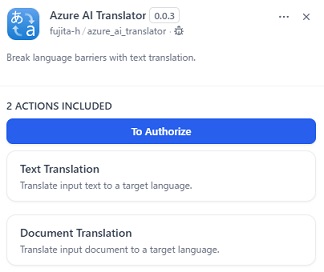 あ
a
Azure AI Translator 0.0.3
fujita-h / azure_ai_translator ·
Break language barriers with text translation.
2 ACTIONS INCLUDED
To Authorize
Text Translation
Translate input text to a target language.
Document Translation
Translate input document to a target language.